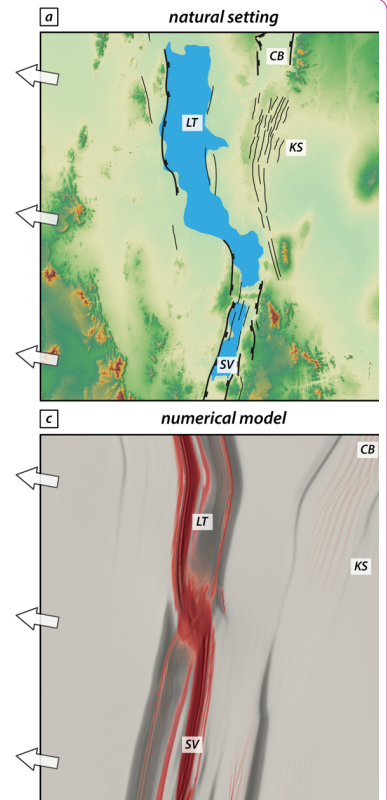 a
natural setting
CB
LT
KS
SV
c
numerical model
CB
LT
KS
SV